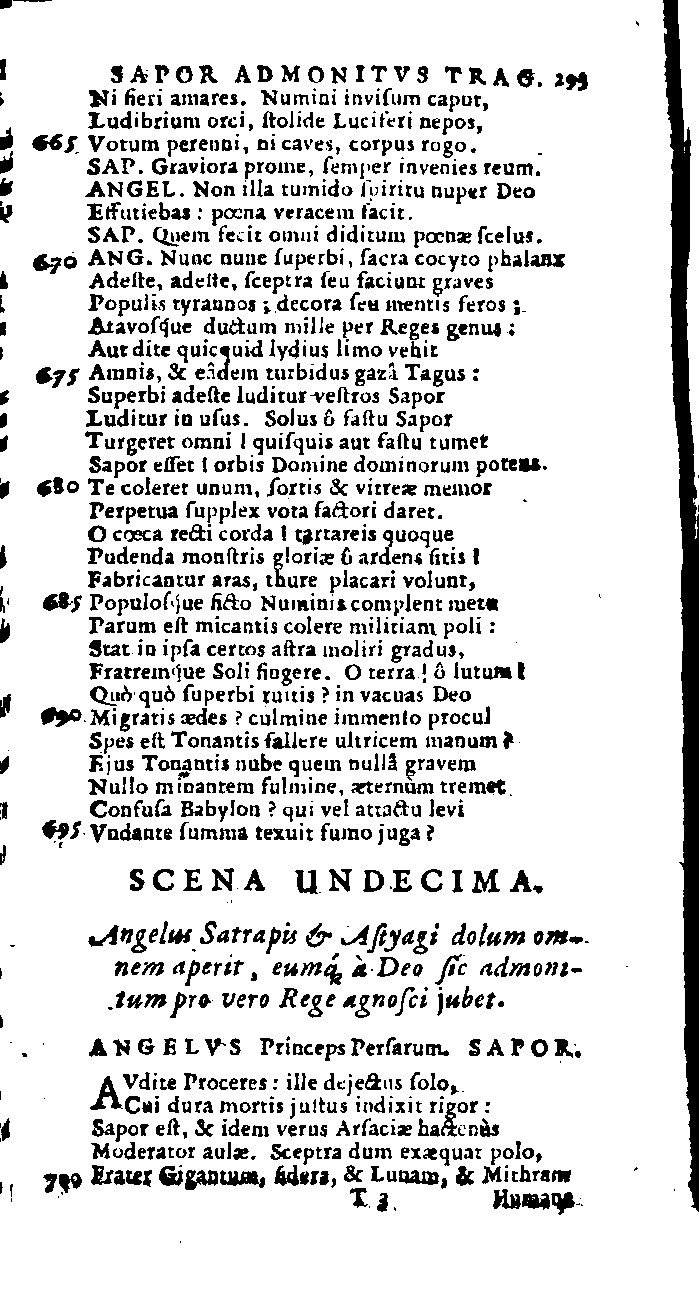 SAPOR ADMONITVS TRAG. 295
Ni fieri amares. Numini inviſum caput,
Ludibrium orci, ſtolide Luciferi nepos,
665 Votum perenni, ni caves, corpus rogo.
SAP. Graviora prome, ſemper invenies reum.
ANGEL. Non illa tumido ſpiritu nuper Deo
Effutiebas : pœna veracem facit.
SAP. Quem fecit omni diditum pœnæ ſcelus.
670 ANG. Nunc nunc ſuperbi, ſacra cocyto phalanx
Adeſte, adeſte, ſceptra ſeu faciunt graves
Populis tyrannos ; decora ſeu mentis feros ;
Atavoſque ductum mille per Reges genus :
Aut dite quicquid lydius limo vehit
675 Amnis, & eâdem turbidus gazâ Tagus :
Superbi adeſte luditur veſtros Sapor
Luditur in uſus. Solus ô faſtu Sapor
Turgeret omni ! quiſquis aut faſtu tumet
Sapor eſſet ! orbis Domine dominorum potens.
680 Te coleret unum, ſortis & vitreæ memor
Perpetua ſupplex vota factori daret.
O cœca recti corda ! tartareis quoque
Pudenda monſtris gloriæ ô ardens ſitis !
Fabricantur aras, thure placari volunt,
685 Populoſque ficto Numinis complent metu
Parum eſt micantis colere militiam poli :
Stat in ipſa certos aſtra moliri gradus,
Fratremque Soli fingere. O terra ! ô lutum !
Quò quò ſuperbi ruitis ? in vacuas Deo
690 Migratis ædes ? culmine immenſo procul
Spes eſt Tonantis fallere ultricem manum ?
Ejus Tonantis nube quem nullâ gravem
Nullo minantem fulmine, æternùm tremet
Confuſa Babylon ? qui vel attactu levi
695 Vndante ſumma texuit fumo juga ?
SCENA UNDECIMA.
Angelus Satrapis & Aſtyagi dolum om-
nem aperit, eumq́; à Deo ſic admoni-
tum pro vero Rege agnoſci jubet.
ANGELVS Princeps Perſarum. SAPOR.
AVdite Proceres : ille dejectus ſolo,
Cui dura mortis juſtus indixit rigor :
Sapor eſt, & idem verus Arſaciæ hactenùs
Moderator aulæ. Sceptra dum exæquat polo,
700 Frater Gigantum, ſidera, & Lunam, & Mithram
T 3 Humana